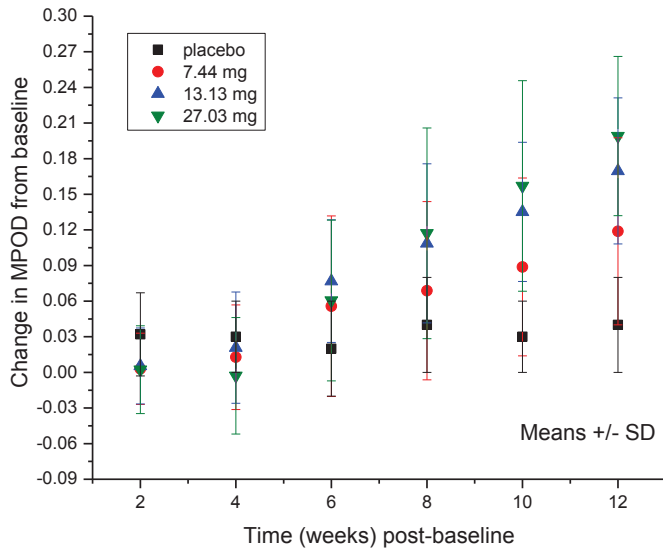 Change in MPOD from baseline
0.30
0.27
0.24
0.21
0.18
0.15
0.12
0.09
0.06
0.03
0.00
-0.03
-0.06
-0.09
placebo
7.44 mg
13.13 mg
27.03 mg
Means +/- SD
2 4 6 8 10 12
Time (weeks) post-baseline